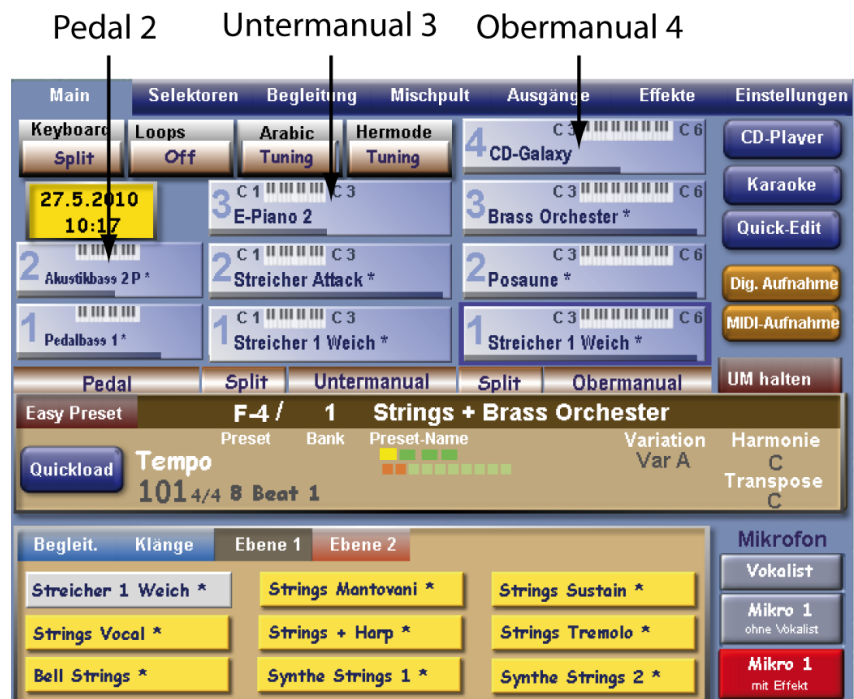 Pedal 2 Untermanual 3 Obermanual 4
Main Selektoren Begleitung Mischpult Ausgänge Effekte Einstellungen
Keyboard Loops Arabic Hermode
Split Off Tuning Tuning
4 C 3 C 6
CD-Galaxy
CD-Player
27.5.2010
10:17
3 C 1 C 3
E-Piano 2
3 C 3 C 6
Brass Orchester *
Karaoke
Quick-Edit
2 Akustikbass 2P *
2 C 1 C 3
Streicher Attack *
2 C 3 C 6
Posaune *
Dig. Aufnahme
1 Pedalbass 1 *
1 C 1 C 3
Streicher 1 Weich *
1 C 3 C 6
Streicher 1 Weich *
MIDI-Aufnahme
Pedal Split Untermanual Split Obermanual UM halten
Easy Preset F-4 / 1 Strings + Brass Orchester
Preset Bank Preset-Name Variation Harmonie
Quickload Tempo Var A C
101 4/4 8 Beat 1 Transpose
C
Begleit. Klänge Ebene 1 Ebene 2 Mikrofon
Streicher 1 Weich * Strings Mantovani * Strings Sustain * Vokalist
Strings Vocal * Strings + Harp * Strings Tremolo * Mikro 1
ohne Vokalist
Bell Strings * Synthe Strings 1 * Synthe Strings 2 * Mikro 1
mit Effekt